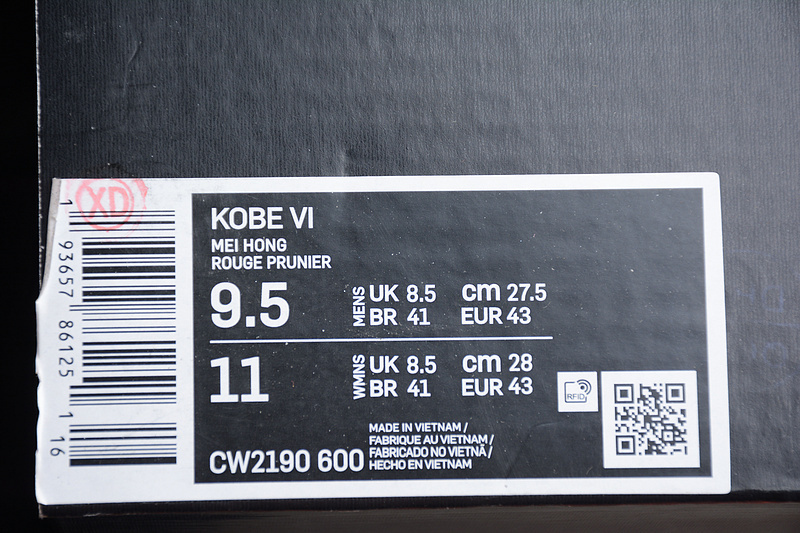 XD
1 93657 86125 1 16
KOBE VI
MEI HONG
ROUGE PRUNIER
9.5 MENS UK 8.5 cm 27.5
BR 41 EUR 43
11 WMNS UK 8.5 cm 28
BR 41 EUR 43
RFID
CW2190 600
MADE IN VIETNAM /
FABRIQUE AU VIETNAM /
FABRICADO NO VIETNÃ /
HECHO EN VIETNAM